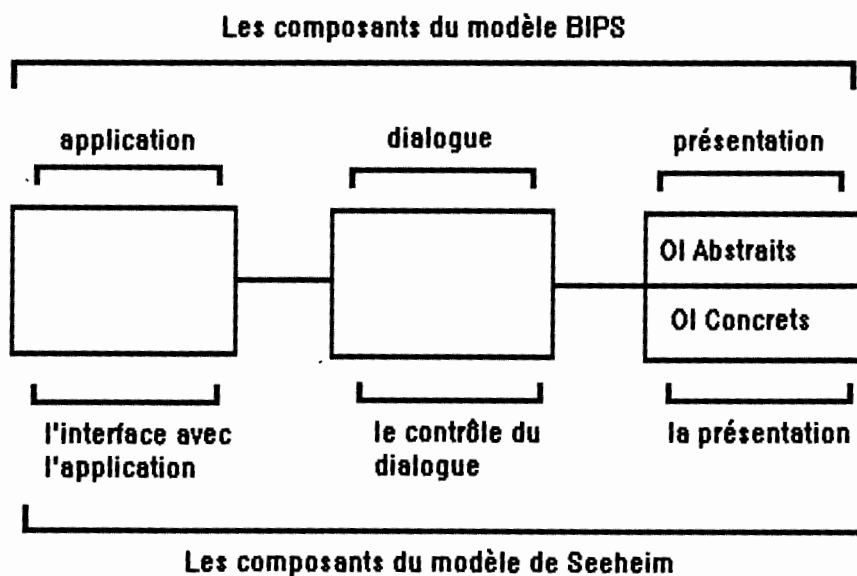 Les composants du modèle BIPS
application
dialogue
présentation
OI Abstraits
OI Concrets
l'interface avec
l'application
le contrôle du
dialogue
la présentation
Les composants du modèle de Seeheim